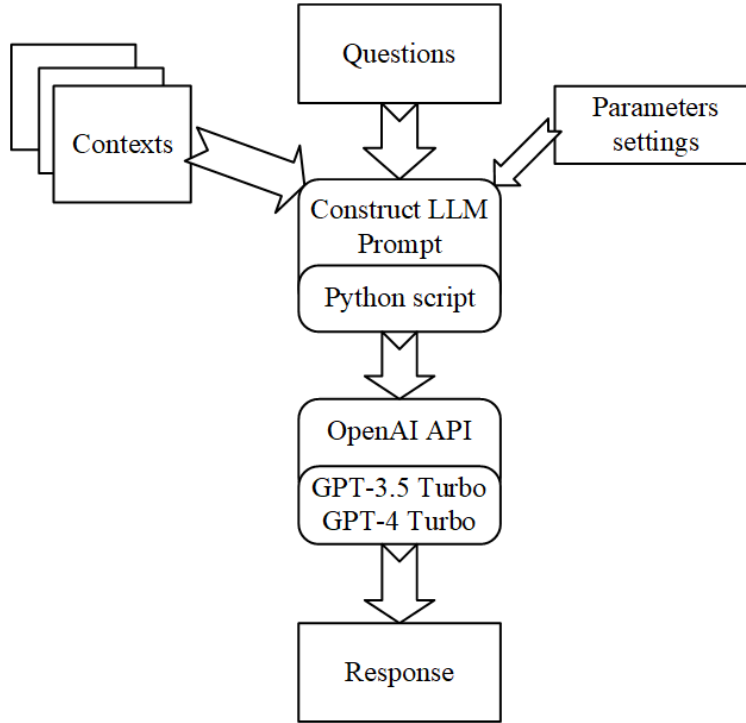 Questions
Contexts
Parameters
settings
Construct LLM
Prompt
Python script
OpenAI API
GPT-3.5 Turbo
GPT-4 Turbo
Response